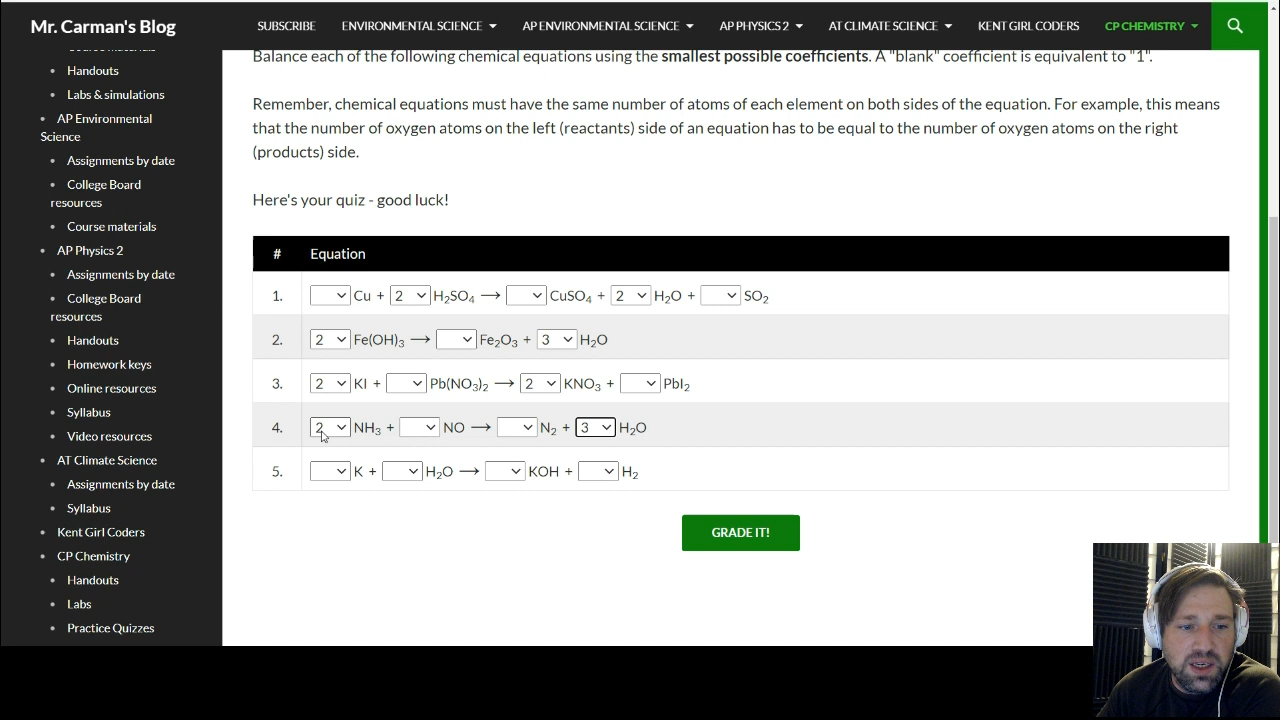 Mr. Carman's Blog
SUBSCRIBE ENVIRONMENTAL SCIENCE AP ENVIRONMENTAL SCIENCE AP PHYSICS 2 AT CLIMATE SCIENCE KENT GIRL CODERS CP CHEMISTRY
Handouts
Labs & simulations
AP Environmental
Science
Assignments by date
College Board
resources
Course materials
AP Physics 2
Assignments by date
College Board
resources
Handouts
Homework keys
Online resources
Syllabus
Video resources
AT Climate Science
Assignments by date
Syllabus
Kent Girl Coders
CP Chemistry
Handouts
Labs
Practice Quizzes
Balance each of the following chemical equations using the smallest possible coefficients. A "blank" coefficient is equivalent to "1".
Remember, chemical equations must have the same number of atoms of each element on both sides of the equation. For example, this means
that the number of oxygen atoms on the left (reactants) side of an equation has to be equal to the number of oxygen atoms on the right
(products) side.
Here's your quiz - good luck!
# Equation
1. Cu + 2 H₂SO₄ ⟶ CuSO₄ + 2 H₂O + SO₂
2. 2 Fe(OH)₃ ⟶ Fe₂O₃ + 3 H₂O
3. 2 KI + Pb(NO₃)₂ ⟶ 2 KNO₃ + PbI₂
4. 2 NH₃ + NO ⟶ N₂ + 3 H₂O
5. K + H₂O ⟶ KOH + H₂
GRADE IT!